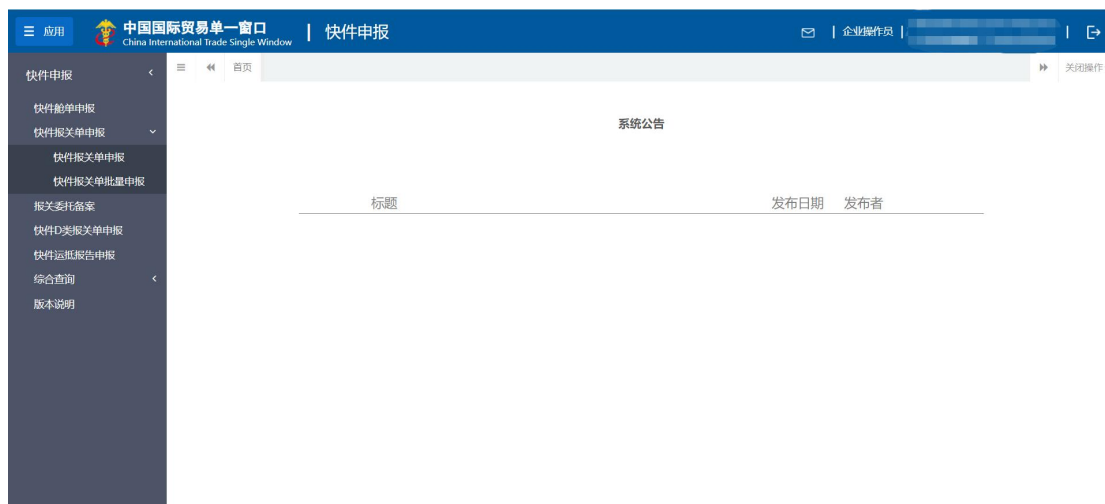 应用
中国国际贸易单一窗口
China International Trade Single Window
快件申报
企业操作员
快件申报
首页
关闭操作
快件舱单申报
快件报关单申报
快件报关单申报
快件报关单批量申报
报关委托备案
快件D类报关单申报
快件运抵报告申报
综合查询
版本说明
系统公告
标题 发布日期 发布者